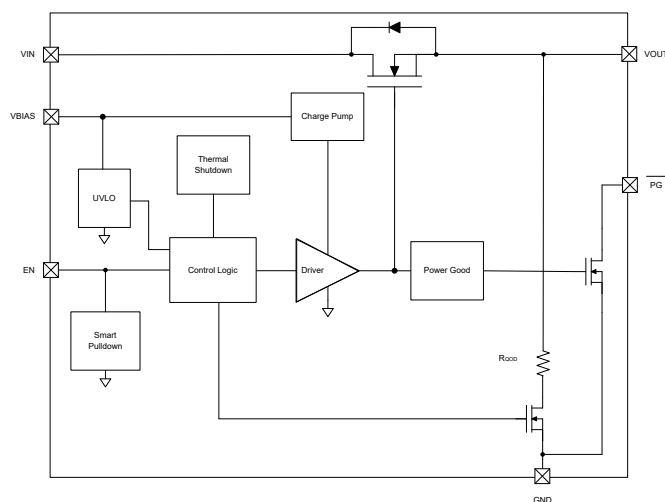 VIN
VOUT
VBIAS
Charge Pump
Thermal
Shutdown
PG
UVLO
EN
Control Logic
Driver
Power Good
Smart
Pulldown
RQOD
GND